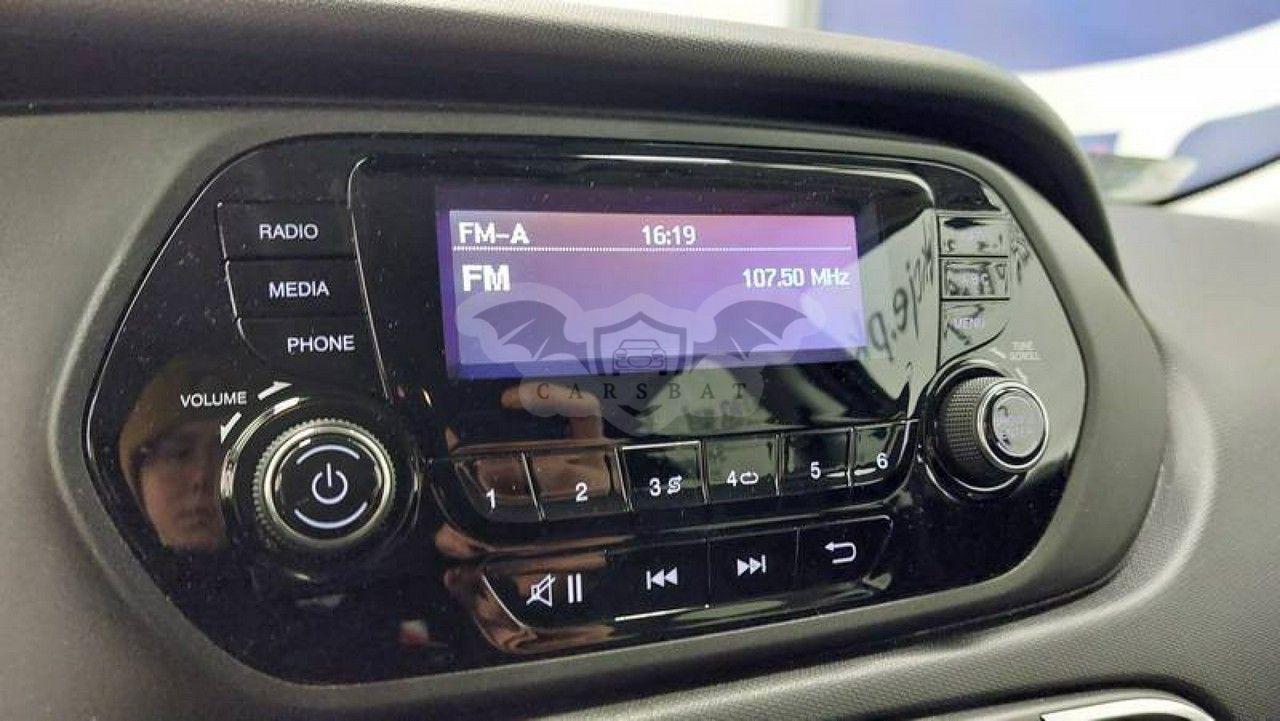 RADIO
MEDIA
PHONE
VOLUME
FM-A
16:19
FM
107.50 MHz
CARSBAT
MENU
TUNE
SCROLL
1
2
3
4
5
6